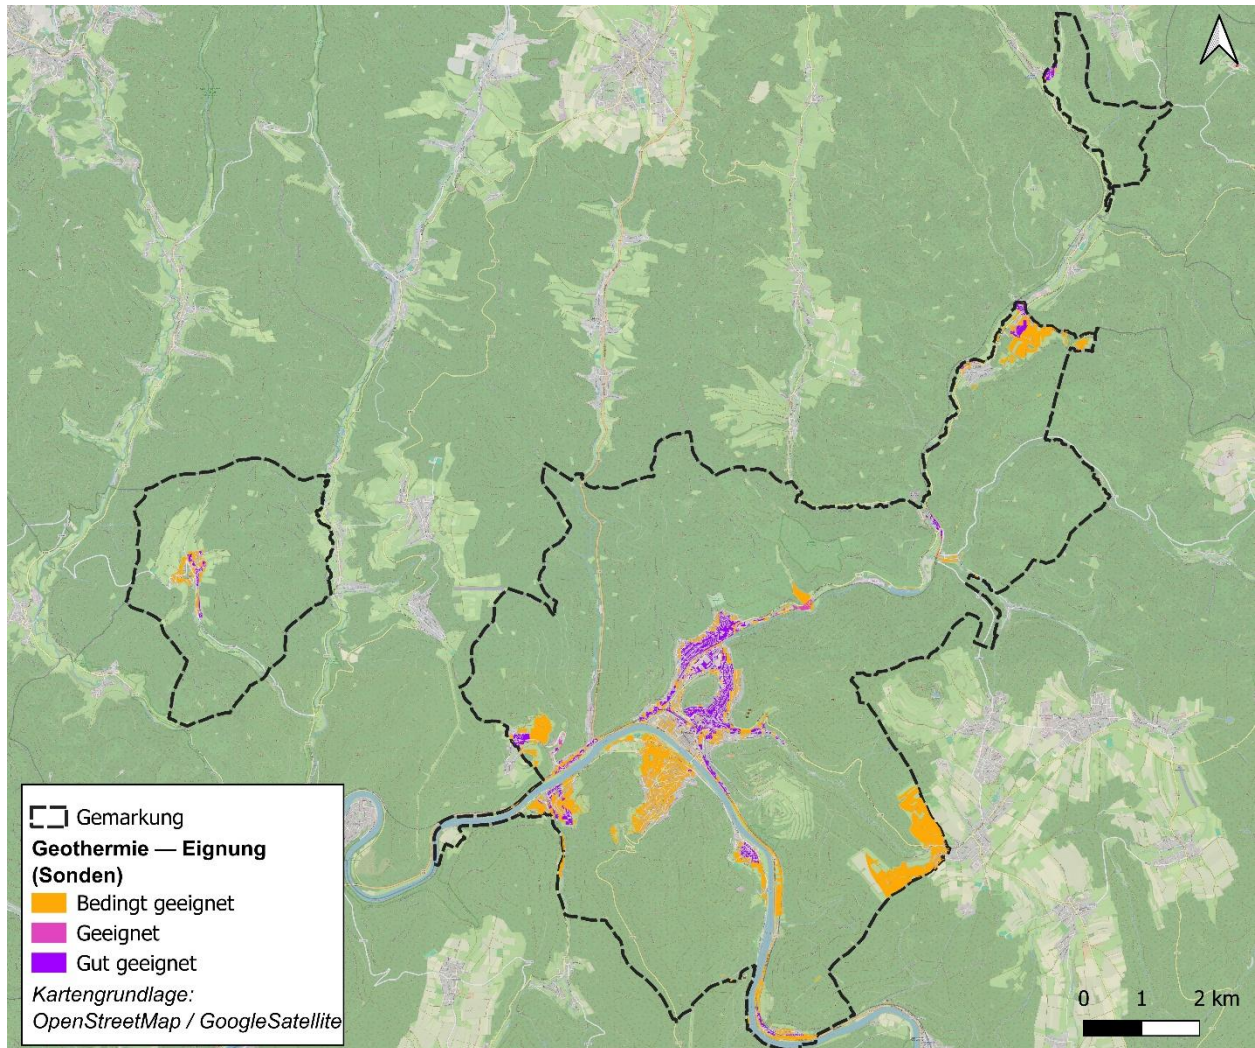 Gemarkung
Geothermie — Eignung
(Sonden)
Bedingt geeignet
Geeignet
Gut geeignet
Kartengrundlage:
OpenStreetMap / GoogleSatellite
0 1 2 km